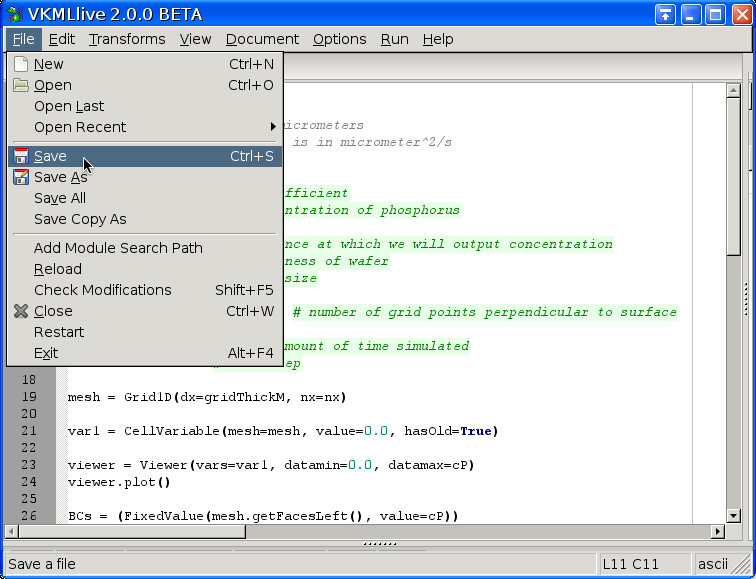 VKMLlive 2.0.0 BETA
File Edit Transforms View Document Options Run Help
New Ctrl+N
Open Ctrl+O
Open Last
Open Recent
icrometers
is in micrometer^2/s
Save Ctrl+S
Save As
Save All
Save Copy As
fficient
ntration of phosphorus
Add Module Search Path
Reload
Check Modifications Shift+F5
Close Ctrl+W
Restart
Exit Alt+F4
nce at which we will output concentration
ness of wafer
size
# number of grid points perpendicular to surface
mount of time simulated
ep
18
19 mesh = Grid1D(dx=gridThickM, nx=nx)
20
21 var1 = CellVariable(mesh=mesh, value=0.0, hasOld=True)
22
23 viewer = Viewer(vars=var1, datamin=0.0, datamax=cP)
24 viewer.plot()
25
26 BCs = (FixedValue(mesh.getFacesLeft(), value=cP))
Save a file L11 C11 ascii